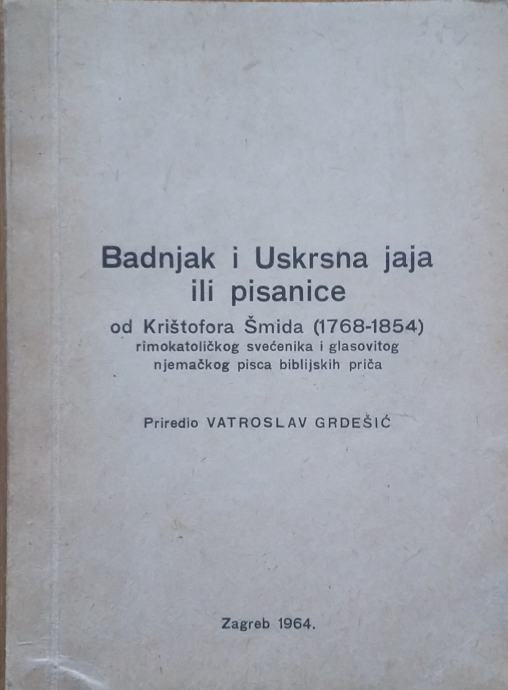 Badnjak i Uskrsna jaja
ili pisanice
od Krištofora Šmida (1768-1854)
rimokatoličkog svećenika i glasovitog
njemačkog pisca biblijskih priča
Priredio VATROSLAV GRDEŠIĆ
Zagreb 1964.